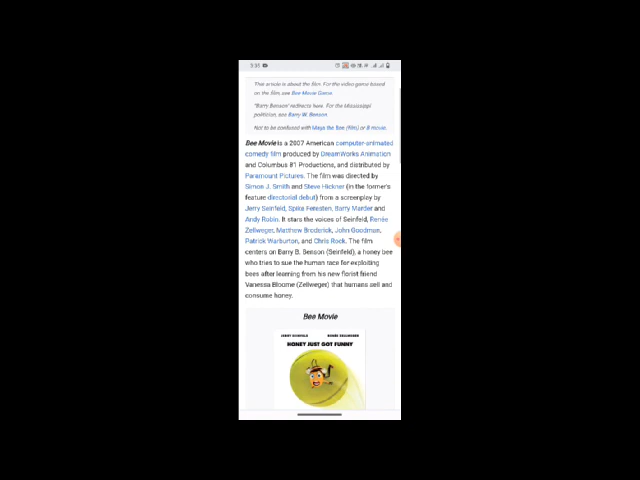 This article is about the film. For the video game based
on the film, see Bee Movie Game.
"Barry Benson" redirects here. For the Mississippi
politician, see Barry W. Benson.
Not to be confused with Maya the Bee (film) or B movie.
Bee Movie is a 2007 American computer-animated
comedy film produced by DreamWorks Animation
and Columbus 81 Productions, and distributed by
Paramount Pictures. The film was directed by
Simon J. Smith and Steve Hickner (in the former's
feature directorial debut) from a screenplay by
Jerry Seinfeld, Spike Feresten, Barry Marder and
Andy Robin. It stars the voices of Seinfeld, Renée
Zellweger, Matthew Broderick, John Goodman,
Patrick Warburton, and Chris Rock. The film
centers on Barry B. Benson (Seinfeld), a honey bee
who tries to sue the human race for exploiting
bees after learning from his new florist friend
Vanessa Bloome (Zellweger) that humans sell and
consume honey.
Bee Movie
JERRY SEINFELD RENÉE ZELLWEGER
HONEY JUST GOT FUNNY